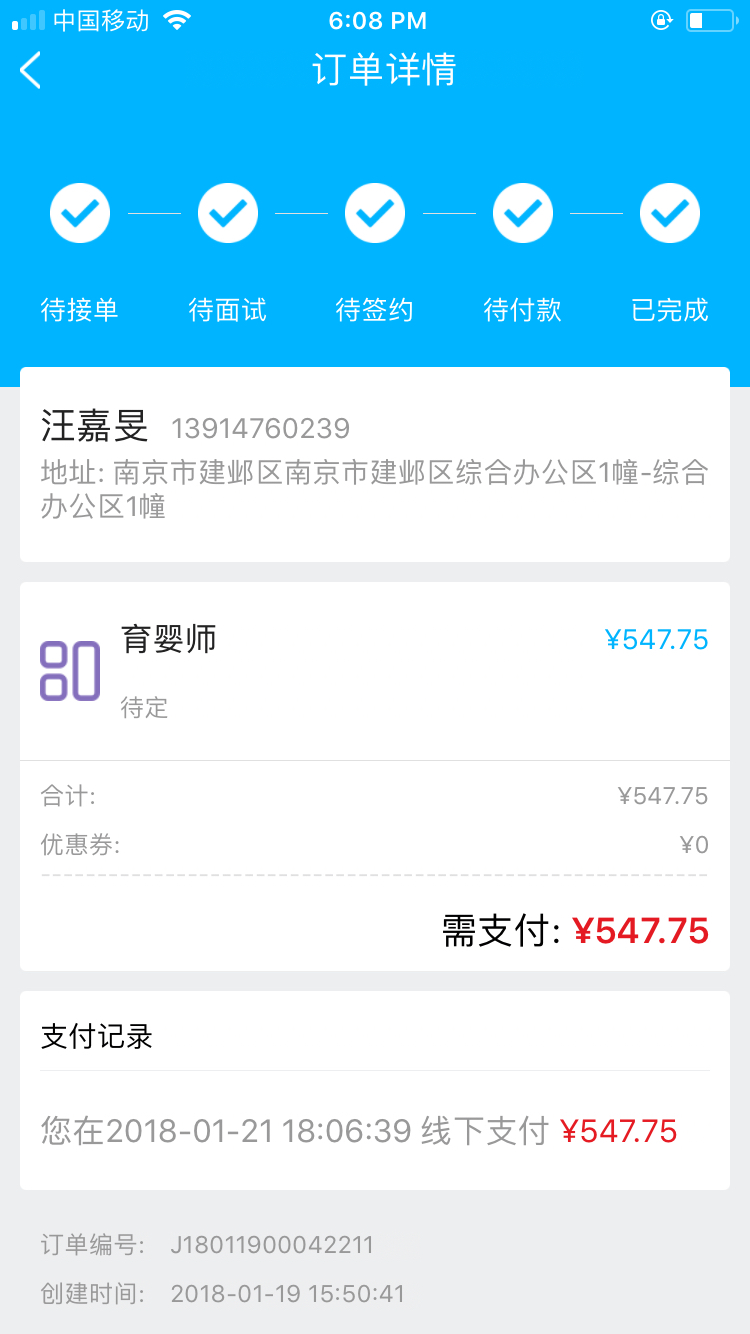 中国移动 6:08 PM
订单详情
待接单 待面试 待签约 待付款 已完成
汪嘉旻 13914760239
地址: 南京市建邺区南京市建邺区综合办公区1幢-综合
办公区1幢
育婴师 ¥547.75
待定
合计: ¥547.75
优惠券: ¥0
需支付: ¥547.75
支付记录
您在2018-01-21 18:06:39 线下支付 ¥547.75
订单编号: J18011900042211
创建时间: 2018-01-19 15:50:41